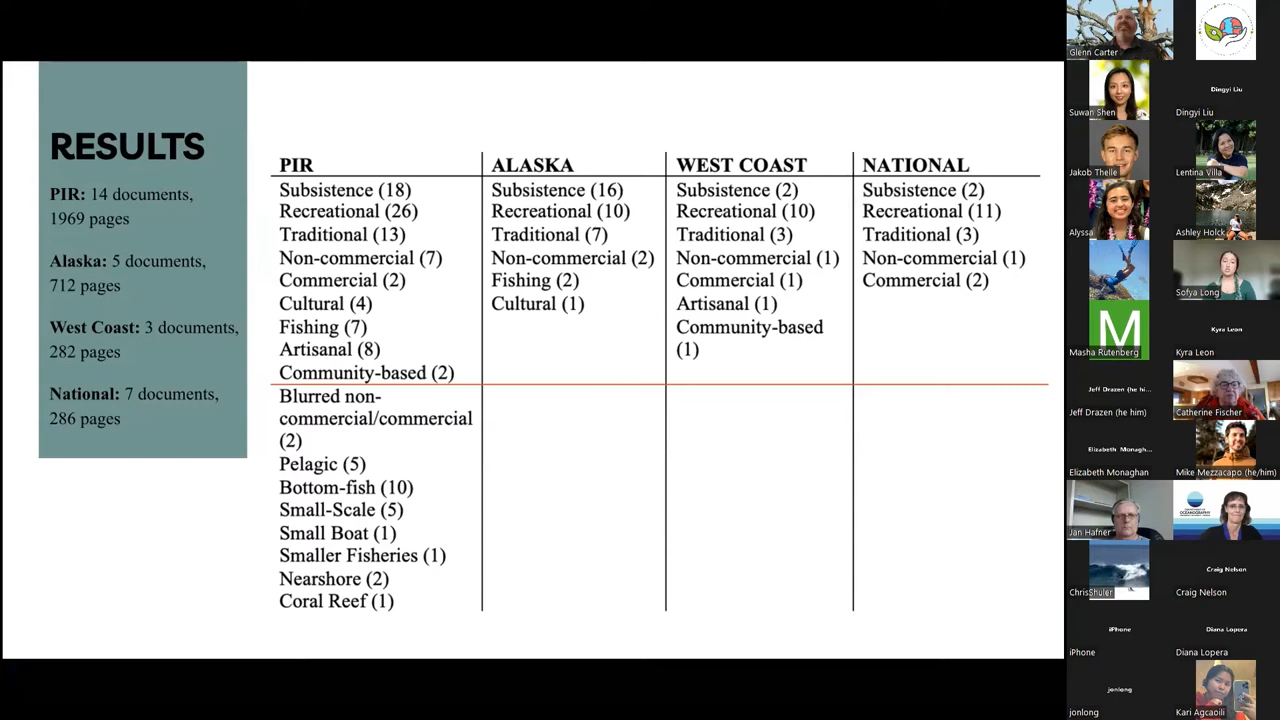 RESULTS
PIR: 14 documents,
1969 pages
Alaska: 5 documents,
712 pages
West Coast: 3 documents,
282 pages
National: 7 documents,
286 pages
PIR
Subsistence (18)
Recreational (26)
Traditional (13)
Non-commercial (7)
Commercial (2)
Cultural (4)
Fishing (7)
Artisanal (8)
Community-based (2)
Blurred non-
commercial/commercial
(2)
Pelagic (5)
Bottom-fish (10)
Small-Scale (5)
Small Boat (1)
Smaller Fisheries (1)
Nearshore (2)
Coral Reef (1)
ALASKA
Subsistence (16)
Recreational (10)
Traditional (7)
Non-commercial (2)
Fishing (2)
Cultural (1)
WEST COAST
Subsistence (2)
Recreational (10)
Traditional (3)
Non-commercial (1)
Commercial (1)
Artisanal (1)
Community-based
(1)
NATIONAL
Subsistence (2)
Recreational (11)
Traditional (3)
Non-commercial (1)
Commercial (2)
Glenn Carter
Suwan Shen
Dingyi Liu
Dingyi Liu
Jakob Thelle
Lentina Villa
Alyssa
Ashley Holck
Sofya Long
M
Masha Rutenberg
Kyra Leon
Kyra Leon
Jeff Drazen (he hi...
Jeff Drazen (he him)
Catherine Fischer
Elizabeth Monagh...
Elizabeth Monaghan
Mike Mezzacapo (he/him)
Jan Hafner
DEPARTMENT OF
OCEANOGRAPHY
Chris Shuler
Craig Nelson
Craig Nelson
iPhone
iPhone
Diana Lopera
Diana Lopera
jonlong
jonlong
Kari Agcaoili